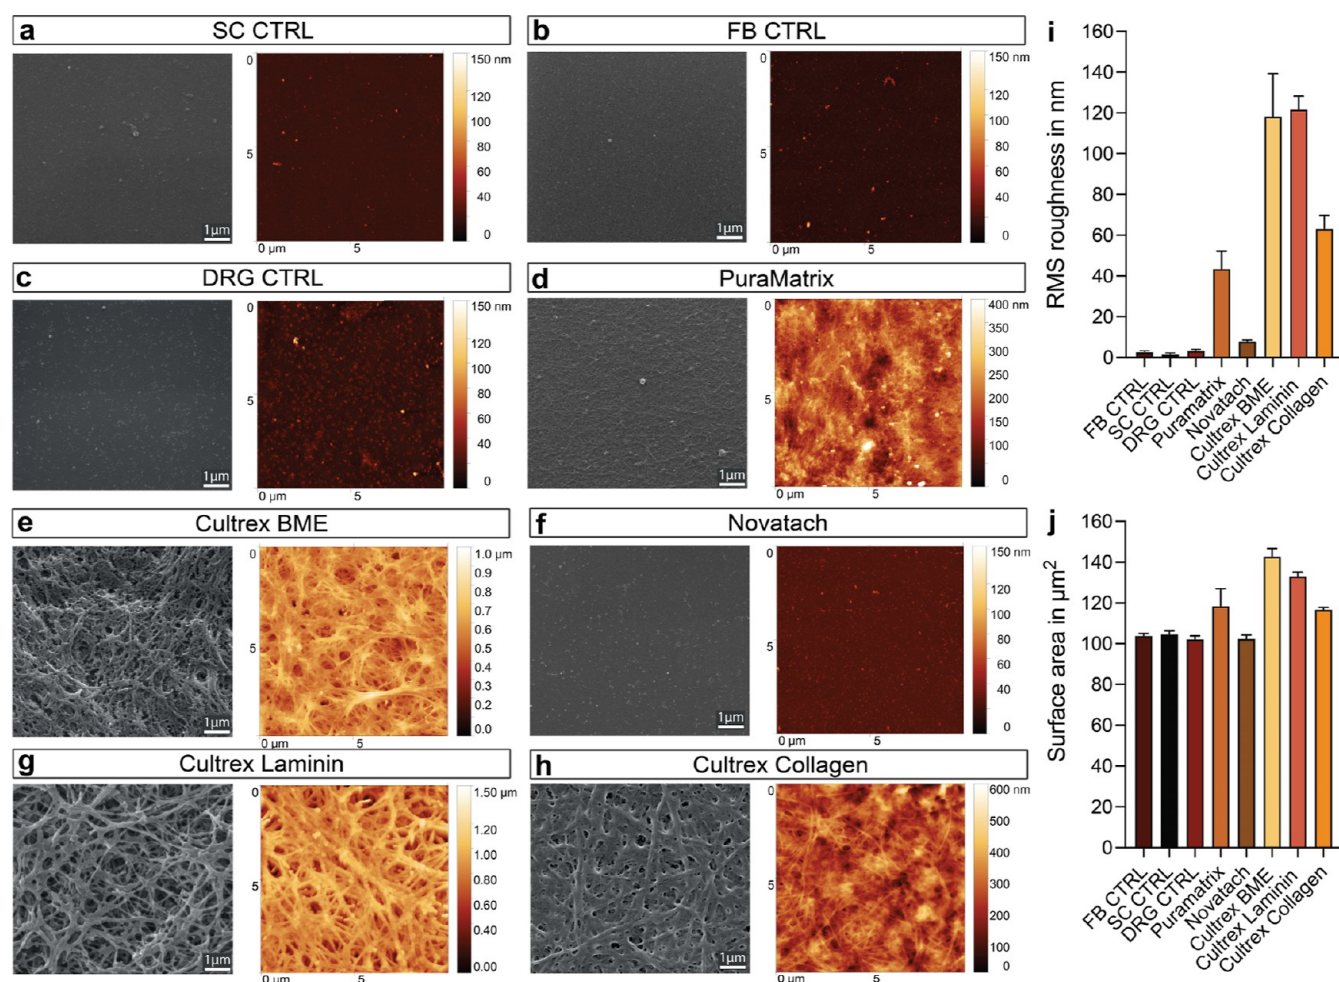 a
SC CTRL
1μm
0
5
0 μm
5
150 nm
120
100
80
60
40
0
b
FB CTRL
1μm
0
5
0 μm
5
150 nm
120
100
80
60
40
0
c
DRG CTRL
1μm
0
5
0 μm
5
150 nm
120
100
80
60
40
0
d
PuraMatrix
1μm
0
5
0 μm
5
400 nm
350
300
250
200
150
100
0
e
Cultrex BME
1μm
0
5
0 μm
5
1.0 μm
0.9
0.8
0.7
0.6
0.5
0.4
0.3
0.2
0.0
f
Novatach
1μm
0
5
0 μm
5
150 nm
120
100
80
60
40
0
g
Cultrex Laminin
1μm
0
5
0 μm
5
1.50 μm
1.20
1.00
0.80
0.60
0.40
0.00
h
Cultrex Collagen
1μm
0
5
0 μm
5
600 nm
500
400
300
200
100
0
i
RMS roughness in nm
160
140
120
100
80
60
40
20
0
FB CTRL
SC CTRL
DRG CTRL
Puramatrix
Novatach
Cultrex BME
Cultrex Laminin
Cultrex Collagen
j
Surface area in μm²
160
140
120
100
80
60
40
20
0
FB CTRL
SC CTRL
DRG CTRL
Puramatrix
Novatach
Cultrex BME
Cultrex Laminin
Cultrex Collagen